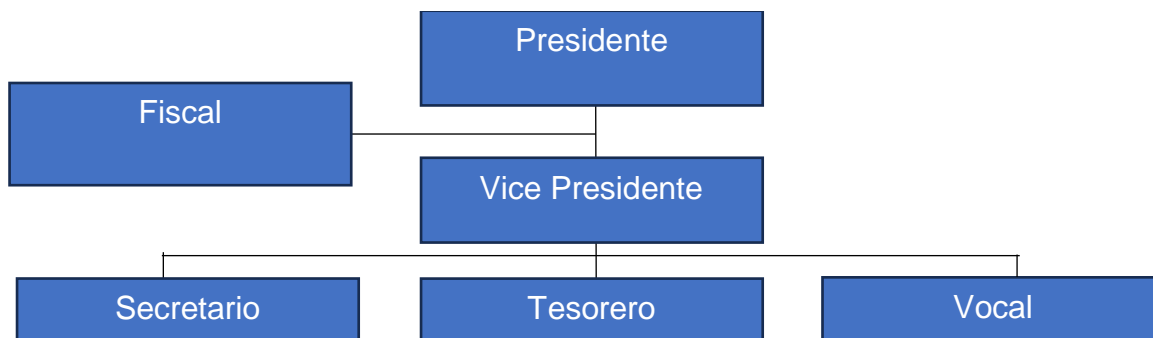 Presidente
Fiscal
Vice Presidente
Secretario
Tesorero
Vocal